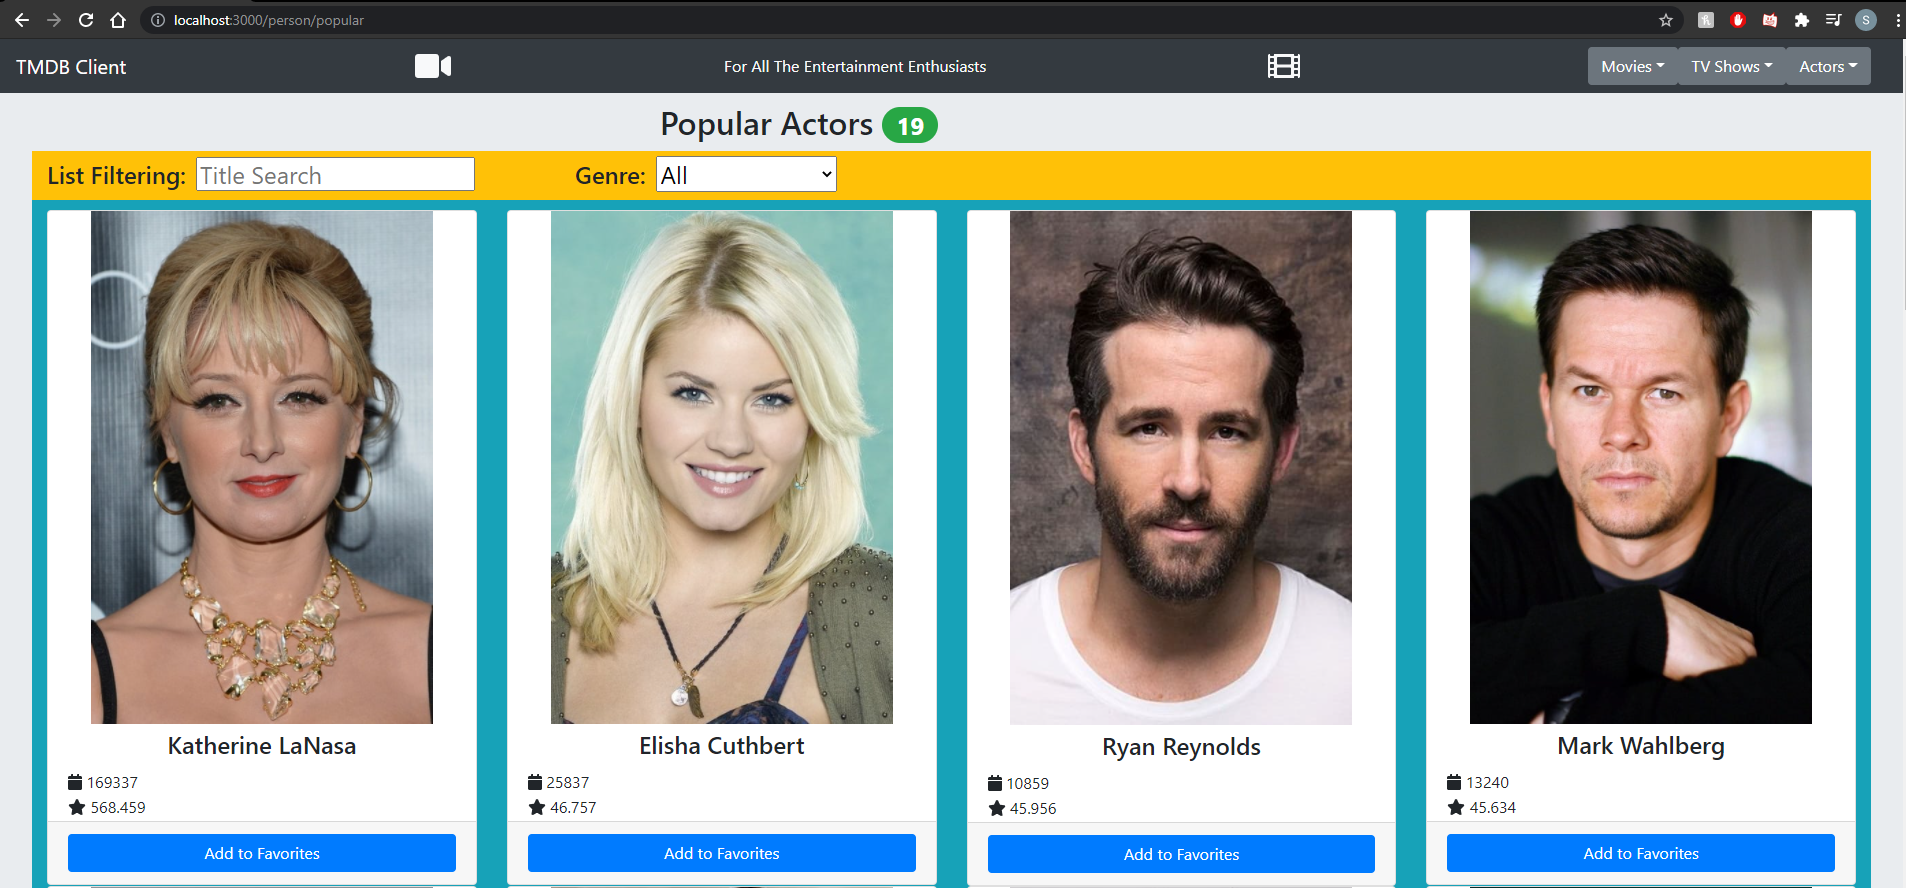 localhost:3000/person/popular
S
TMDB Client
For All The Entertainment Enthusiasts
Movies
TV Shows
Actors
Popular Actors 19
List Filtering: Title Search
Genre: All
Katherine LaNasa
169337
568.459
Add to Favorites
Elisha Cuthbert
25837
46.757
Add to Favorites
Ryan Reynolds
10859
45.956
Add to Favorites
Mark Wahlberg
13240
45.634
Add to Favorites